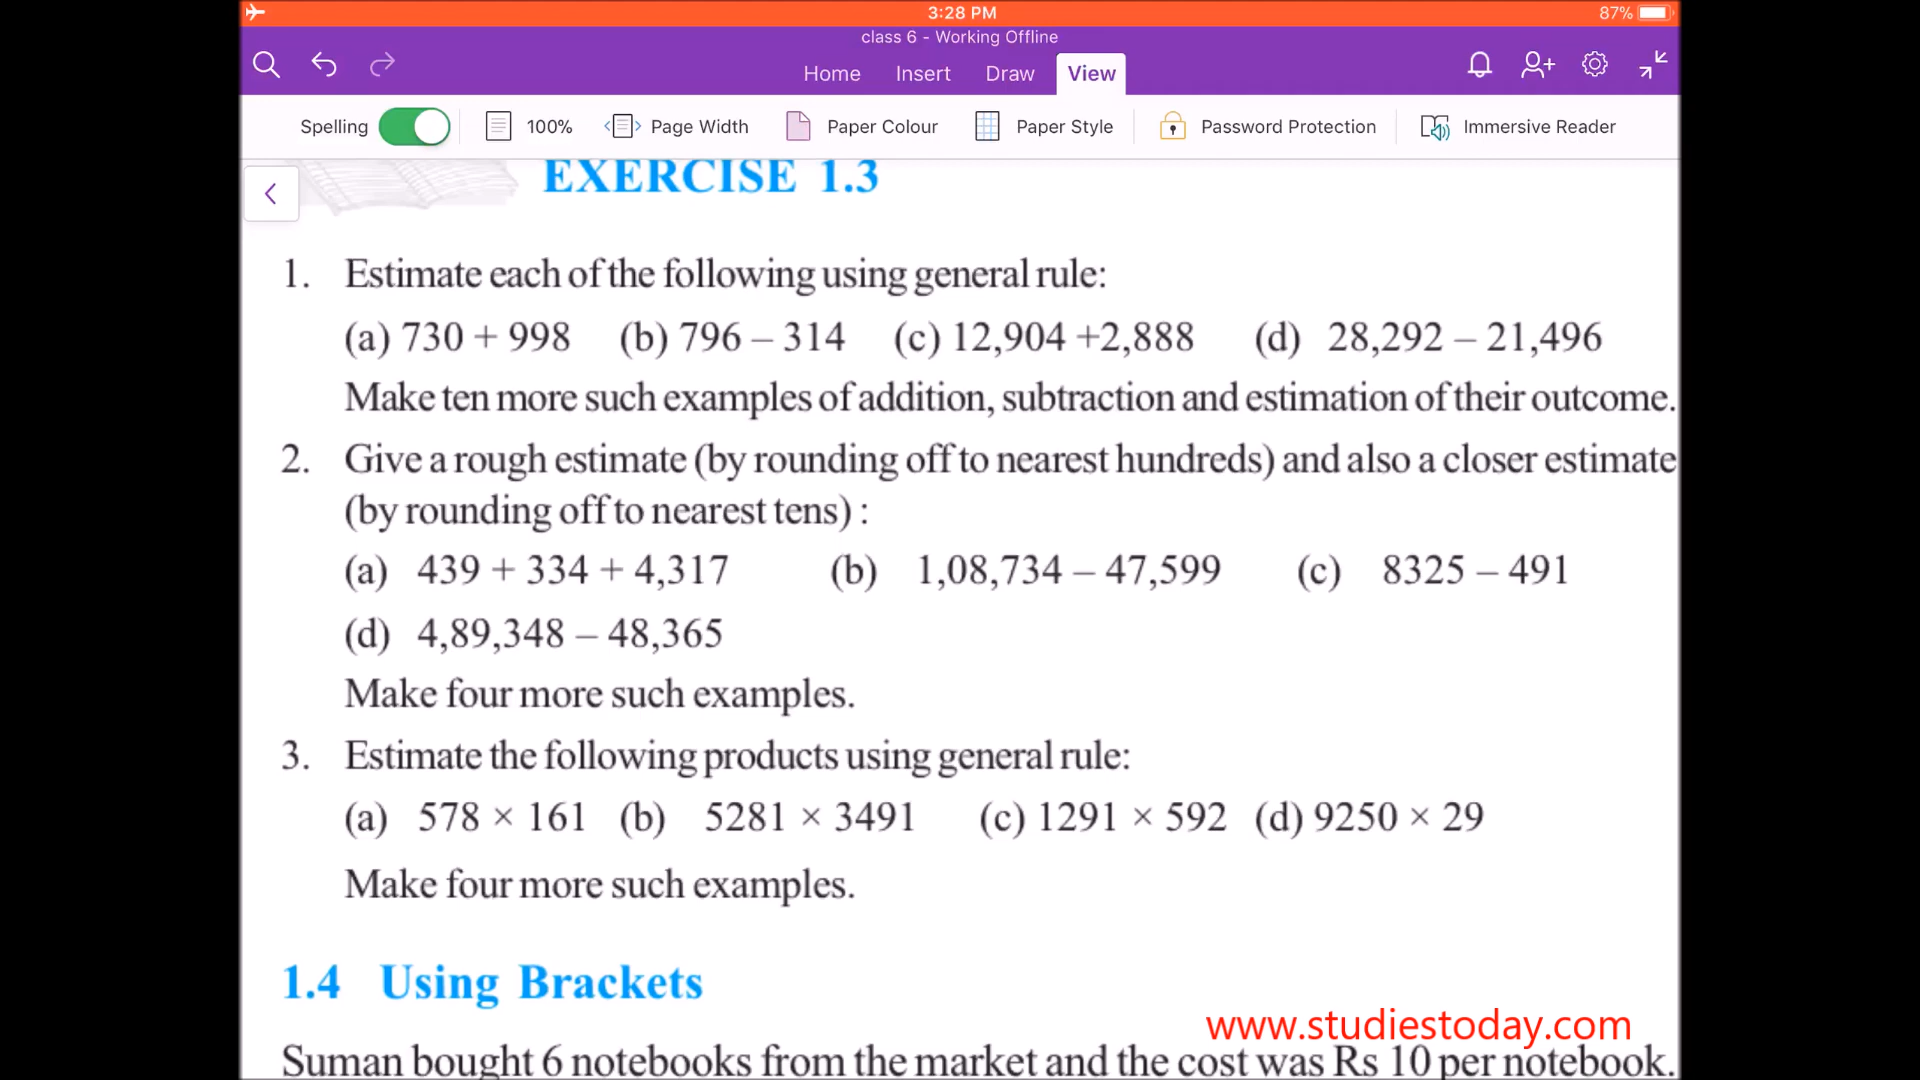 3:28 PM
87%
class 6 - Working Offline
Home Insert Draw View
Spelling 100% Page Width Paper Colour Paper Style Password Protection Immersive Reader
EXERCISE 1.3
1. Estimate each of the following using general rule:
(a) 730 + 998 (b) 796 – 314 (c) 12,904 +2,888 (d) 28,292 – 21,496
Make ten more such examples of addition, subtraction and estimation of their outcome.
2. Give a rough estimate (by rounding off to nearest hundreds) and also a closer estimate
(by rounding off to nearest tens) :
(a) 439 + 334 + 4,317 (b) 1,08,734 – 47,599 (c) 8325 – 491
(d) 4,89,348 – 48,365
Make four more such examples.
3. Estimate the following products using general rule:
(a) 578 × 161 (b) 5281 × 3491 (c) 1291 × 592 (d) 9250 × 29
Make four more such examples.
1.4 Using Brackets
www.studiestoday.com
Suman bought 6 notebooks from the market and the cost was Rs 10 per notebook.